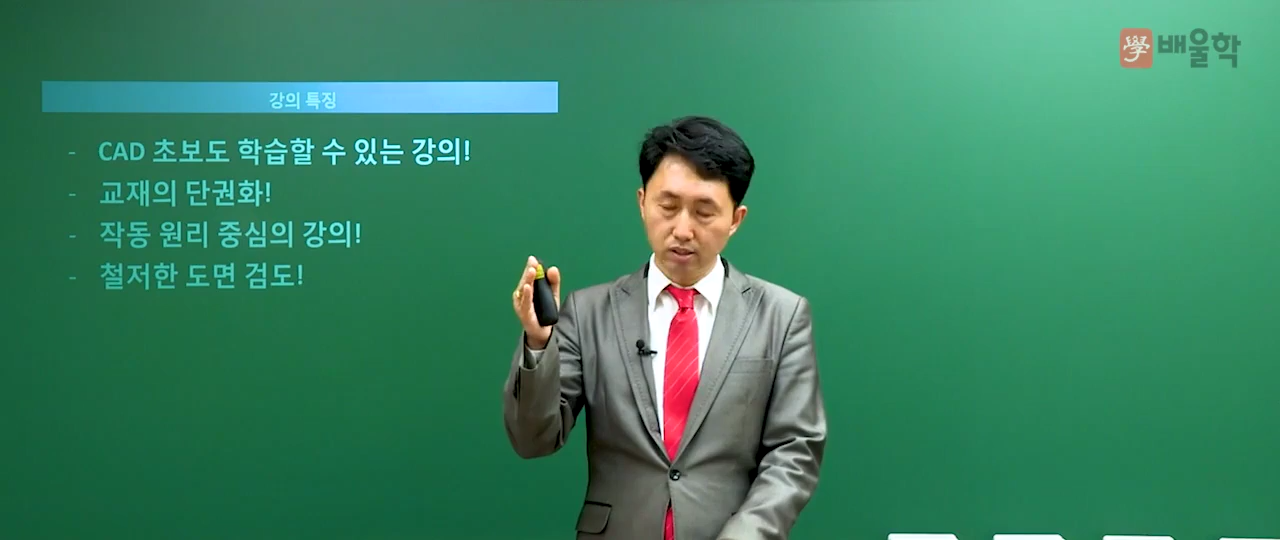 學 배울학
강의 특징
- CAD 초보도 학습할 수 있는 강의!
- 교재의 단권화!
- 작동 원리 중심의 강의!
- 철저한 도면 검도!